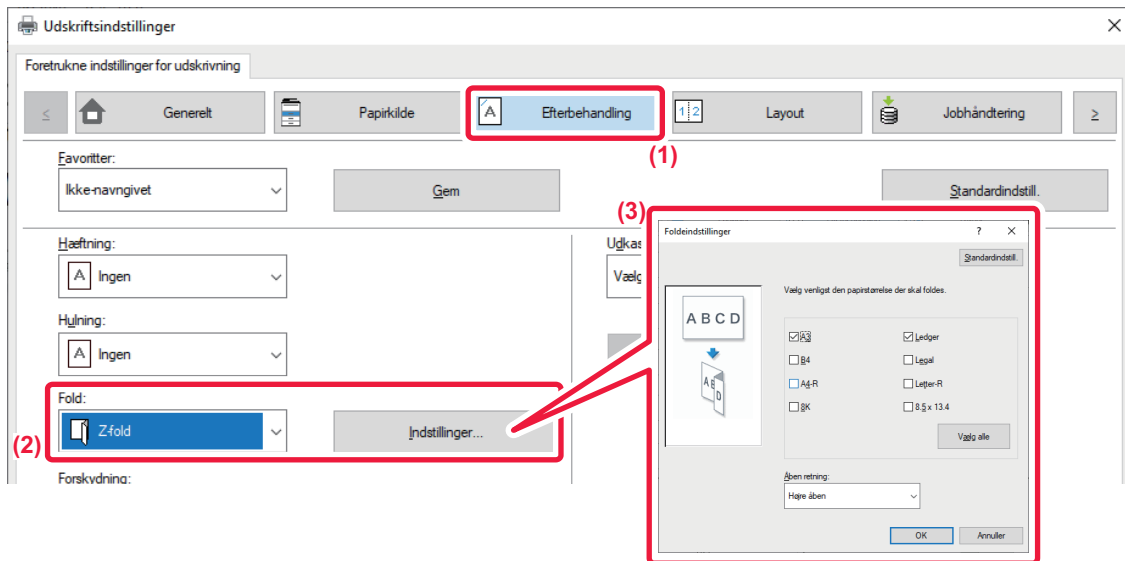 Udskriftsindstillinger
Foretrukne indstillinger for udskrivning
Generelt
Papirkilde
A
Efterbehandling
1 2
Layout
Jobhåndtering
(1)
Favoritter:
Ikke-navngivet
Gem
Standardindstill.
Hæftning:
A Ingen
Hulning:
A Ingen
Fold:
Z-fold
Indstillinger...
(2)
Forskydning:
Udkas
Vælg
(3)
Foldeindstillinger
?
Standardindstill.
Vælg venligst den papirstørrelse der skal foldes.
A B C D
A B D
A3
Ledger
B4
Legal
A4-R
Letter-R
8K
8.5 x 13.4
Vælg alle
Åben retning:
Højre åben
OK
Annuller